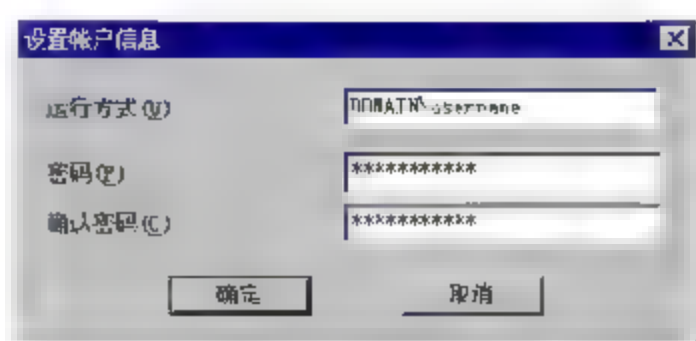 设置帐户信息
运行方式(U)
DOMAIN\username
密码(P)
***********
确认密码(C)
***********
确定
取消